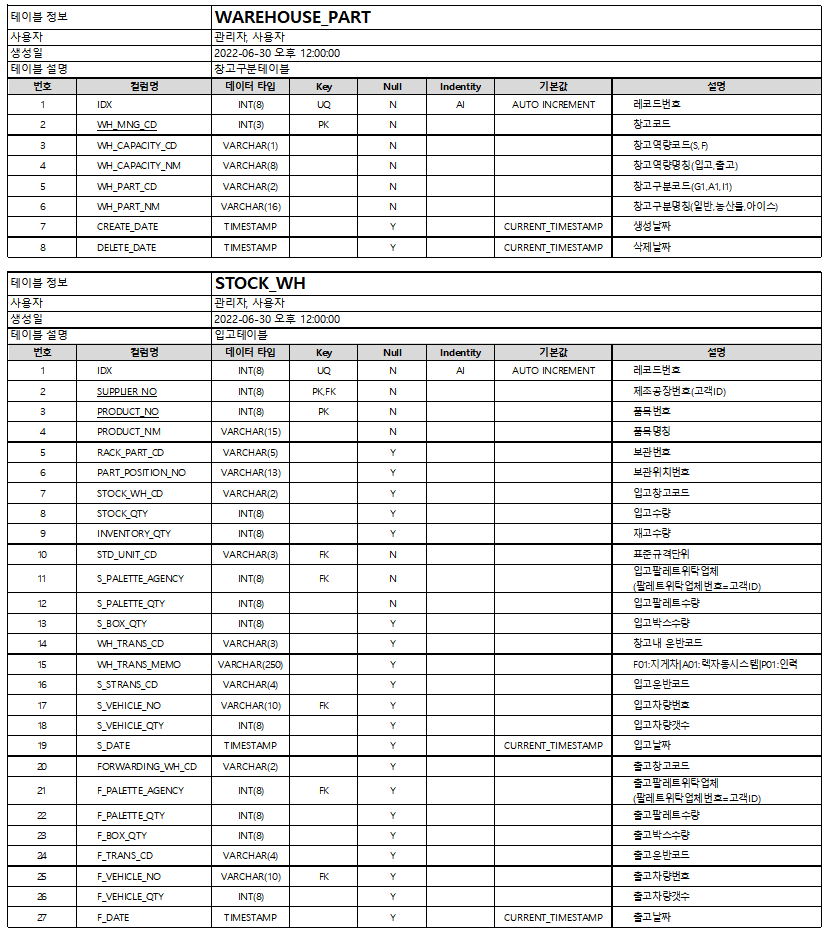 테이블 정보 WAREHOUSE_PART
사용자 관리자, 사용자
생성일 2022-06-30 오후 12:00:00
테이블 설명 창고구분테이블
번호 컬럼명 데이터 타입 Key Null Indentity 기본값 설명
1 IDX INT(8) UQ N AI AUTO INCREMENT 레코드번호
2 WH_MNG_CD INT(3) PK N 창고코드
3 WH_CAPACITY_CD VARCHAR(1) N 창고역량코드(S,F)
4 WH_CAPACITY_NM VARCHAR(8) N 창고역량명칭(입고,출고)
5 WH_PART_CD VARCHAR(2) N 창고구분코드(G1,A1,I1)
6 WH_PART_NM VARCHAR(16) N 창고구분명칭(일반,농산물,아이스)
7 CREATE_DATE TIMESTAMP Y CURRENT_TIMESTAMP 생성날짜
8 DELETE_DATE TIMESTAMP Y CURRENT_TIMESTAMP 삭제날짜
테이블 정보 STOCK_WH
사용자 관리자, 사용자
생성일 2022-06-30 오후 12:00:00
테이블 설명 입고테이블
번호 컬럼명 데이터 타입 Key Null Indentity 기본값 설명
1 IDX INT(8) UQ N AI AUTO INCREMENT 레코드번호
2 SUPPLIER_NO INT(8) PK,FK N 제조공장번호(고객ID)
3 PRODUCT_NO INT(8) PK N 품목번호
4 PRODUCT_NM VARCHAR(15) N 품목명칭
5 RACK_PART_CD VARCHAR(5) Y 보관번호
6 PART_POSITION_NO VARCHAR(13) Y 보관위치번호
7 STOCK_WH_CD VARCHAR(2) Y 입고창고코드
8 STOCK_QTY INT(8) Y 입고수량
9 INVENTORY_QTY INT(8) Y 재고수량
10 STD_UNIT_CD VARCHAR(3) FK N 표준규격단위
11 S_PALETTE_AGENCY INT(8) FK N 입고팔레트위탁업체
(팔레트위탁업체번호=고객ID)
12 S_PALETTE_QTY INT(8) N 입고팔레트수량
13 S_BOX_QTY INT(8) Y 입고박스수량
14 WH_TRANS_CD VARCHAR(3) Y 창고내 운반코드
15 WH_TRANS_MEMO VARCHAR(250) Y F01:지게차|A01:렉자동시스템|P01:인력
16 S_STRANS_CD VARCHAR(4) Y 입고운반코드
17 S_VEHICLE_NO VARCHAR(10) FK Y 입고차량번호
18 S_VEHICLE_QTY INT(8) Y 입고차량갯수
19 S_DATE TIMESTAMP Y CURRENT_TIMESTAMP 입고날짜
20 FORWARDING_WH_CD VARCHAR(2) Y 출고창고코드
21 F_PALETTE_AGENCY INT(8) FK Y 출고팔레트위탁업체
(팔레트위탁업체번호=고객ID)
22 F_PALETTE_QTY INT(8) Y 출고팔레트수량
23 F_BOX_QTY INT(8) Y 출고박스수량
24 F_TRANS_CD VARCHAR(4) Y 출고운반코드
25 F_VEHICLE_NO VARCHAR(10) FK Y 출고차량번호
26 F_VEHICLE_QTY INT(8) Y 출고차량갯수
27 F_DATE TIMESTAMP Y CURRENT_TIMESTAMP 출고날짜